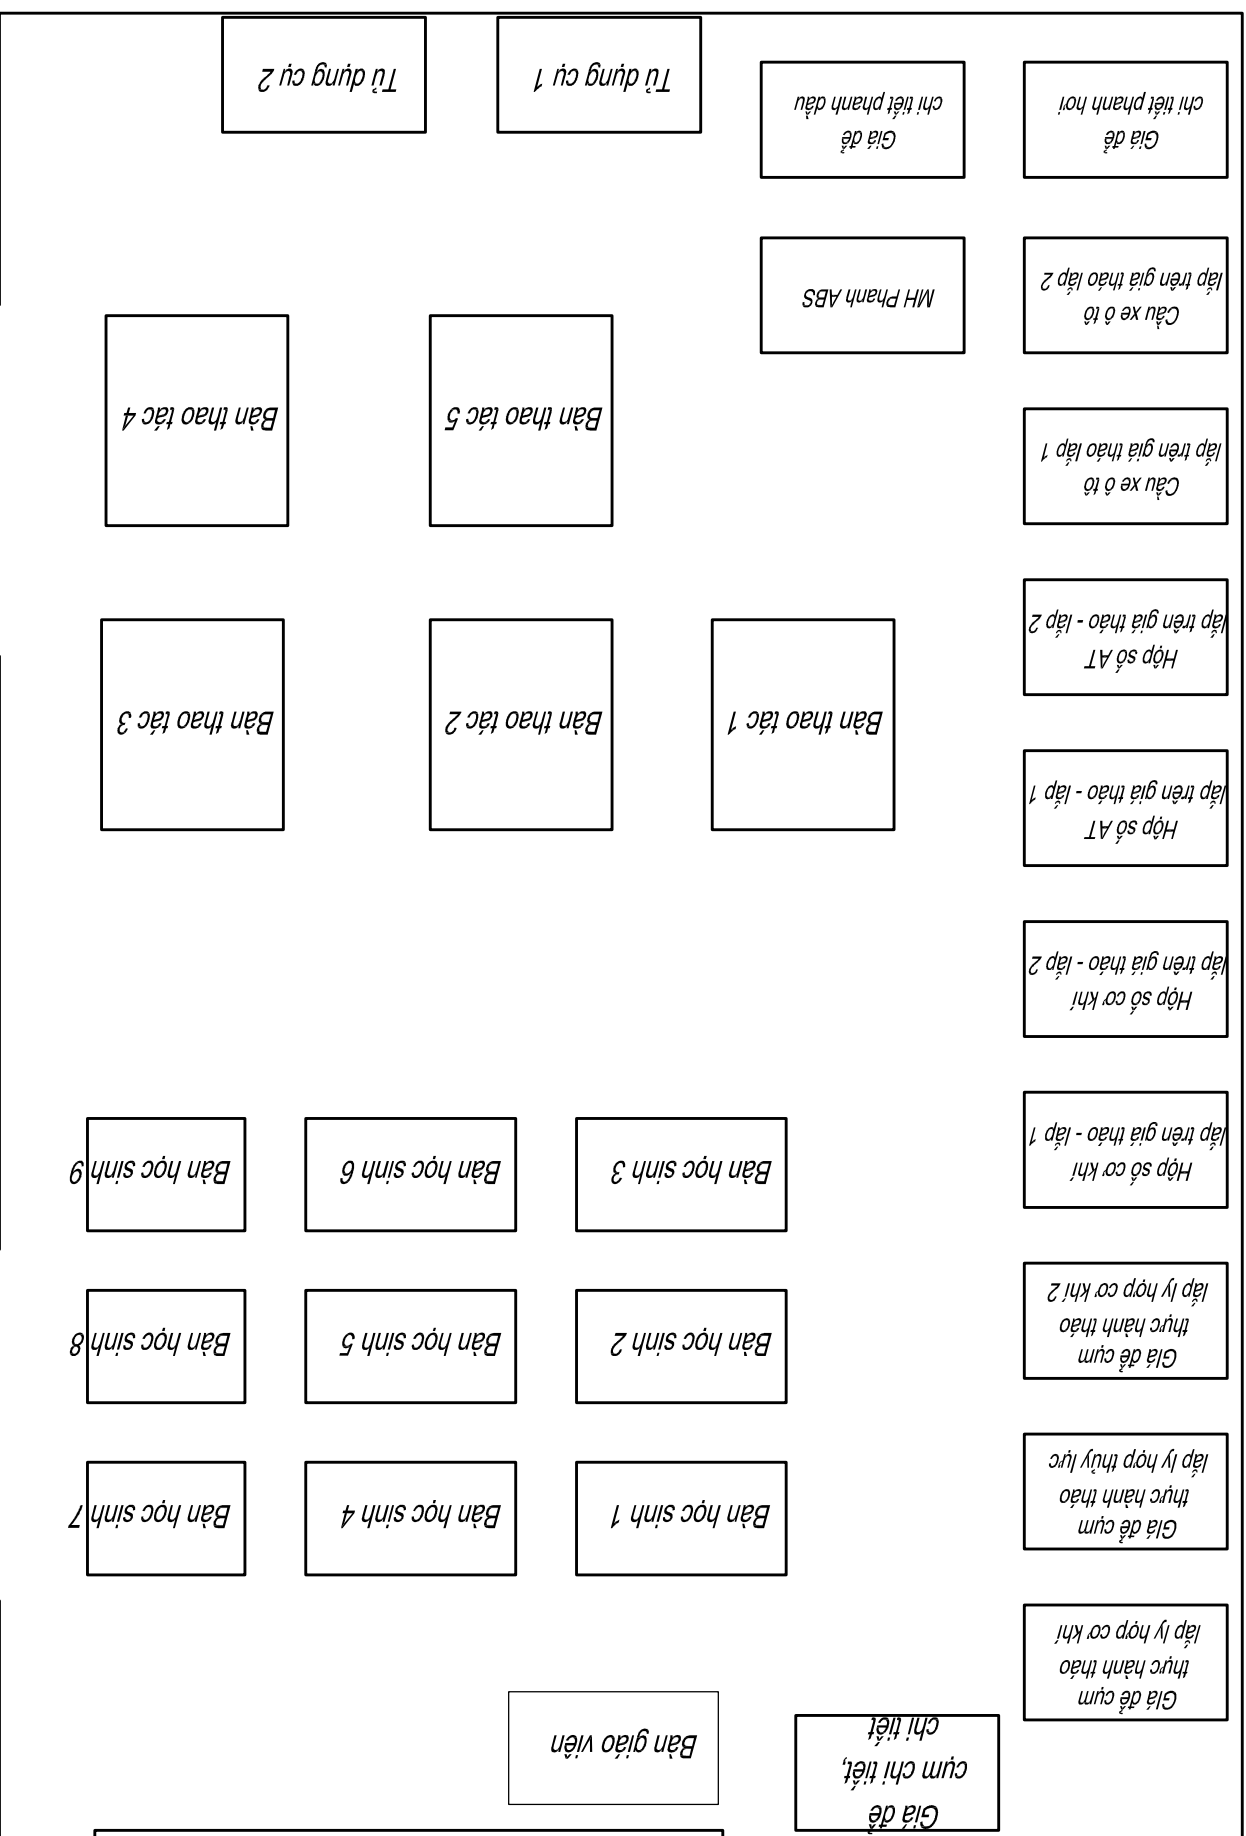 GIá để cụm
thực hành tháo
lắp ly hợp cơ khí
Giá để
cụm chi tiết,
chi tiết
Bàn giáo viên
GIá để cụm
thực hành tháo
lắp ly hợp thủy lực
Bàn học sinh 1
Bàn học sinh 4
Bàn học sinh 7
GIá để cụm
thực hành tháo
lắp ly hợp cơ khí 2
Bàn học sinh 2
Bàn học sinh 5
Bàn học sinh 8
Hộp số cơ khí
lắp trên giá tháo - lắp 1
Bàn học sinh 3
Bàn học sinh 6
Bàn học sinh 9
Hộp số cơ khí
lắp trên giá tháo - lắp 2
Hộp số AT
lắp trên giá tháo - lắp 1
Bàn thao tác 1
Bàn thao tác 2
Bàn thao tác 3
Hộp số AT
lắp trên giá tháo - lắp 2
Cầu xe ô tô
lắp trên giá tháo lắp 1
Bàn thao tác 5
Bàn thao tác 4
Cầu xe ô tô
lắp trên giá tháo lắp 2
MH Phanh ABS
Giá để
chi tiết phanh hơi
Giá để
chi tiết phanh dầu
Tủ dụng cụ 1
Tủ dụng cụ 2